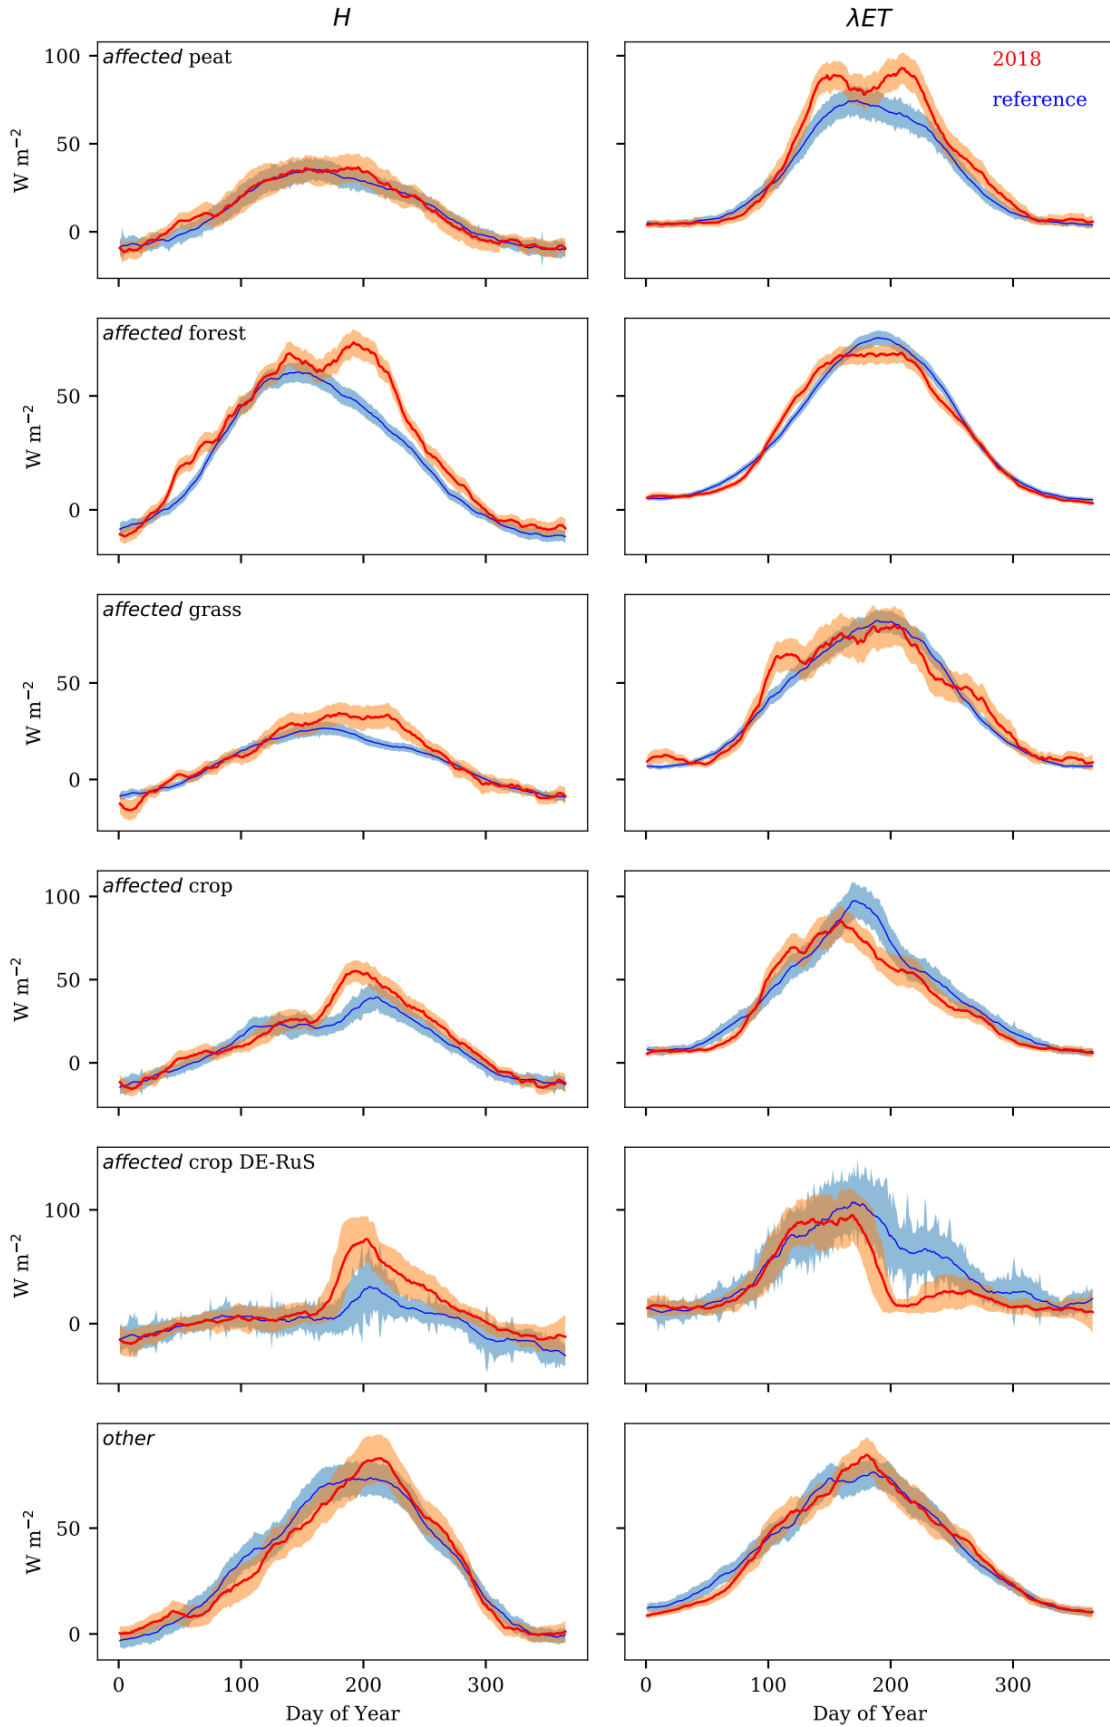 H
λET
affected peat
2018
reference
100
50
0
W m⁻²
affected forest
50
0
W m⁻²
affected grass
50
0
W m⁻²
affected crop
100
50
0
W m⁻²
affected crop DE-RuS
100
0
W m⁻²
other
50
0
W m⁻²
0 100 200 300
0 100 200 300
Day of Year
Day of Year